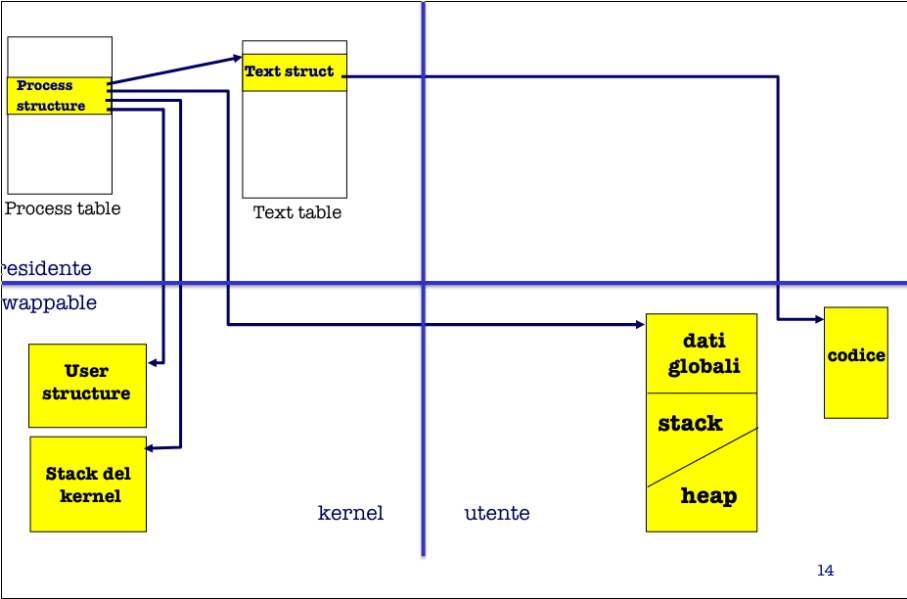 Process
structure
Text struct
Process table
Text table
residente
wappable
User
structure
Stack del
kernel
kernel
utente
dati
globali
stack
heap
codice
14